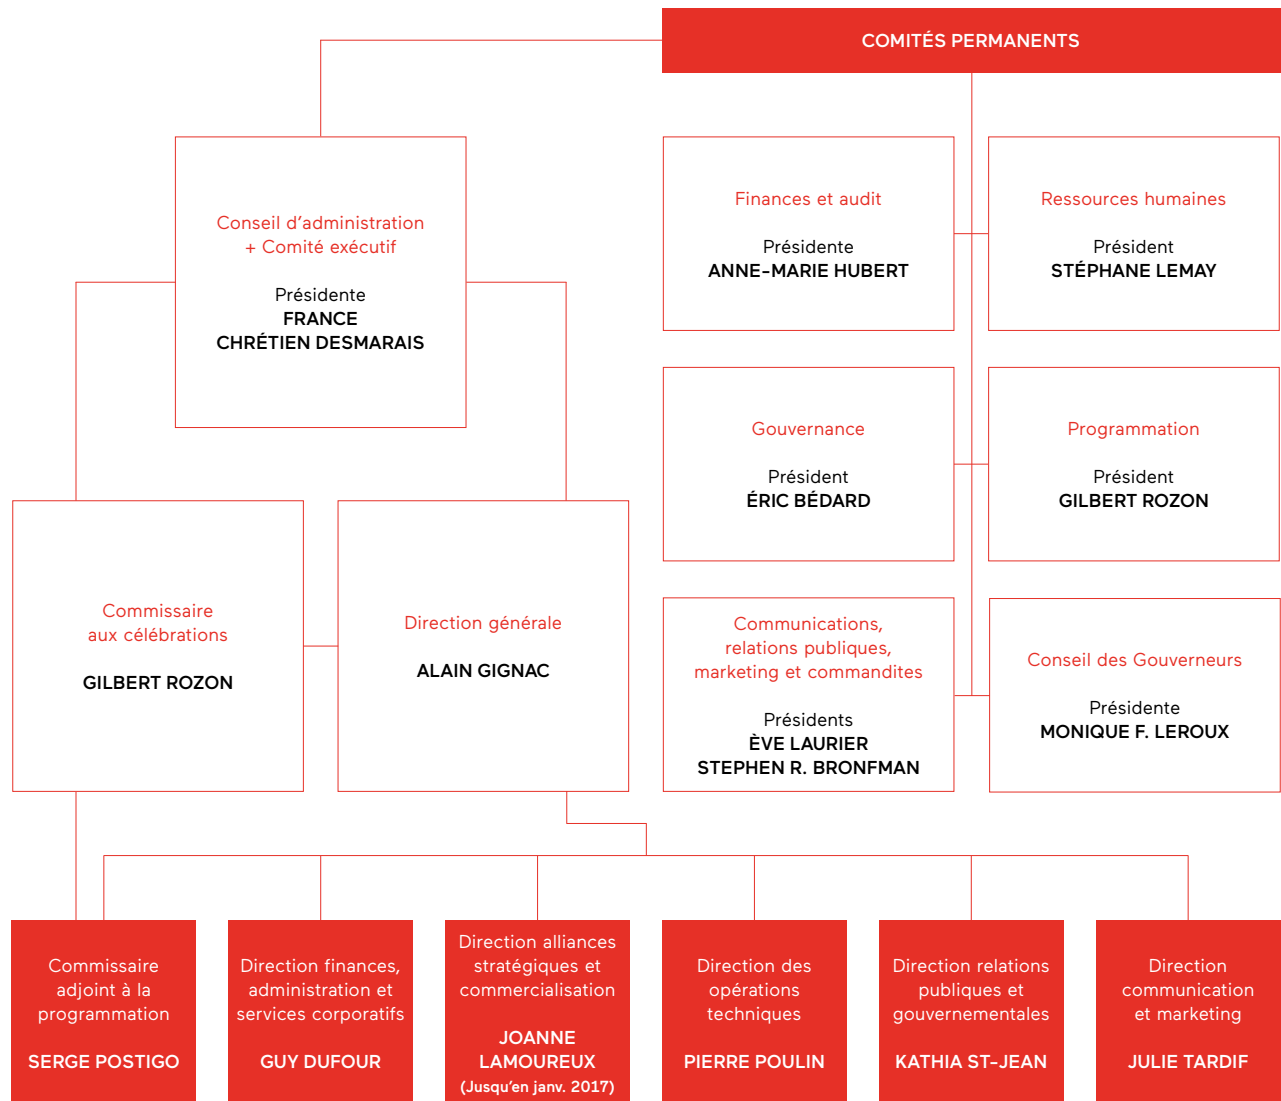 COMITÉS PERMANENTS
Conseil d'administration
+ Comité exécutif
Présidente
FRANCE
CHRÉTIEN DESMARAIS
Finances et audit
Présidente
ANNE-MARIE HUBERT
Ressources humaines
Président
STÉPHANE LEMAY
Gouvernance
Président
ÉRIC BÉDARD
Programmation
Président
GILBERT ROZON
Commissaire
aux célébrations
GILBERT ROZON
Direction générale
ALAIN GIGNAC
Communications,
relations publiques,
marketing et commandites
Présidents
ÈVE LAURIER
STEPHEN R. BRONFMAN
Conseil des Gouverneurs
Présidente
MONIQUE F. LEROUX
Commissaire
adjoint à la
programmation
SERGE POSTIGO
Direction finances,
administration et
services corporatifs
GUY DUFOUR
Direction alliances
stratégiques et
commercialisation
JOANNE
LAMOUREUX
(Jusqu'en janv. 2017)
Direction des
opérations
techniques
PIERRE POULIN
Direction relations
publiques et
gouvernementales
KATHIA ST-JEAN
Direction
communication
et marketing
JULIE TARDIF